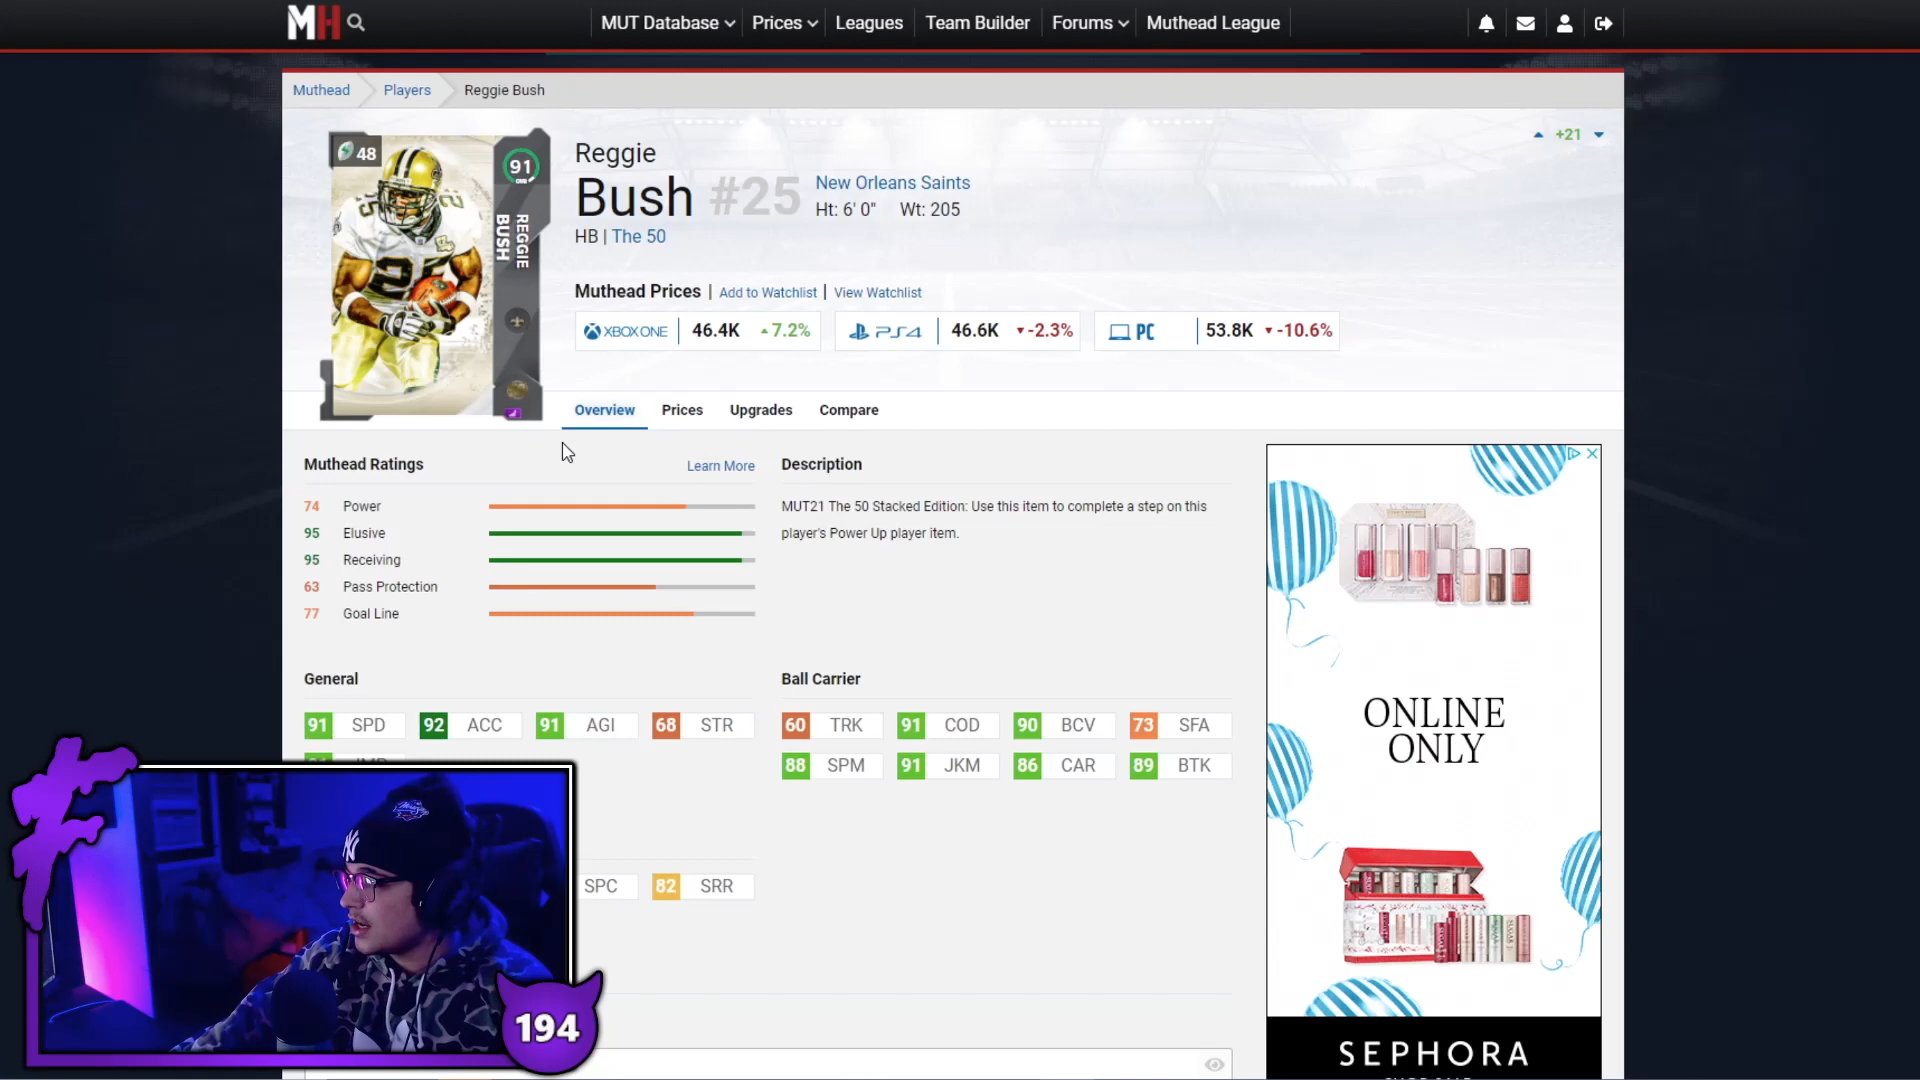 MH
MUT Database
Prices
Leagues
Team Builder
Forums
Muthead League
Muthead
Players
Reggie Bush
48
91
OVR
REGGIE
BUSH
25
Reggie
Bush #25
New Orleans Saints
Ht: 6' 0" Wt: 205
HB | The 50
+21
Muthead Prices | Add to Watchlist | View Watchlist
XBOX ONE 46.4K 7.2%
PS4 46.6K -2.3%
PC 53.8K -10.6%
Overview
Prices
Upgrades
Compare
Muthead Ratings
Learn More
74 Power
95 Elusive
95 Receiving
63 Pass Protection
77 Goal Line
Description
MUT21 The 50 Stacked Edition: Use this item to complete a step on this
player's Power Up player item.
General
91 SPD 92 ACC 91 AGI 68 STR
Ball Carrier
60 TRK 91 COD 90 BCV 73 SFA
88 SPM 91 JKM 86 CAR 89 BTK
SPC 82 SRR
NY
194
ONLINE
ONLY
SEPHORA